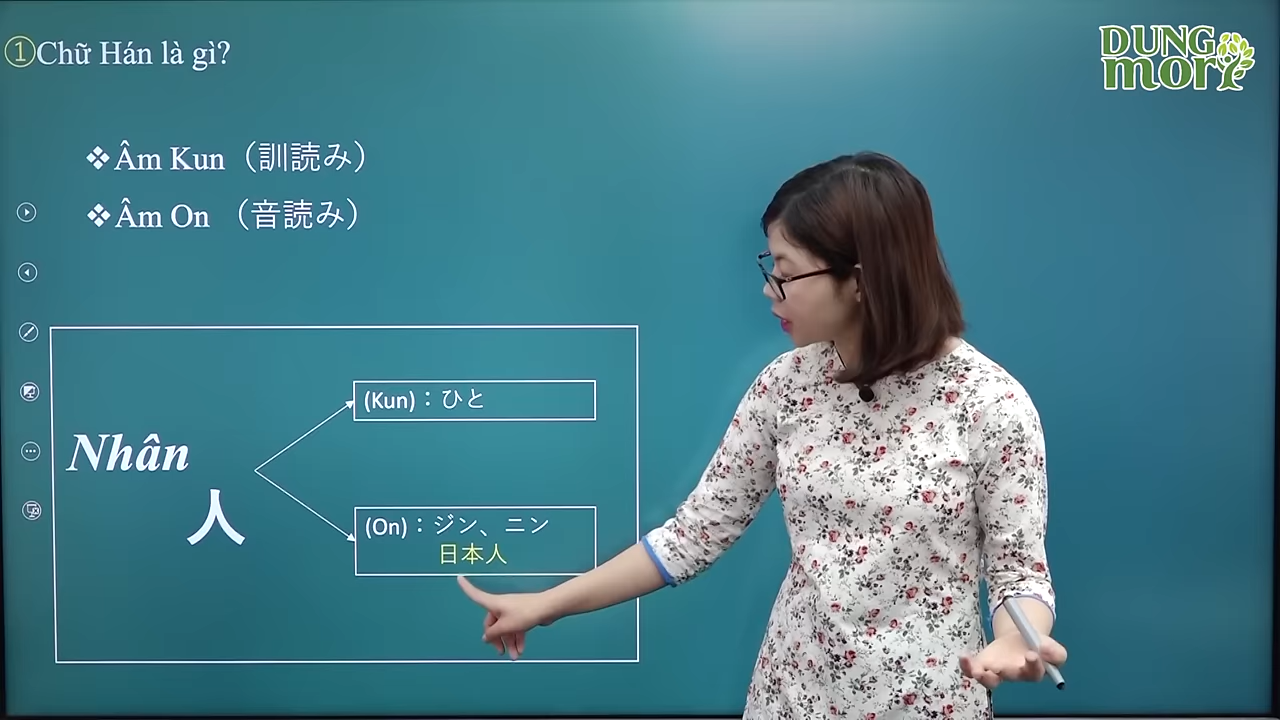 ①Chữ Hán là gì?
DUNG
mori
❖Âm Kun（訓読み）
❖Âm On （音読み）
(Kun)：ひと
Nhân
人
(On)：ジン、ニン
日本人